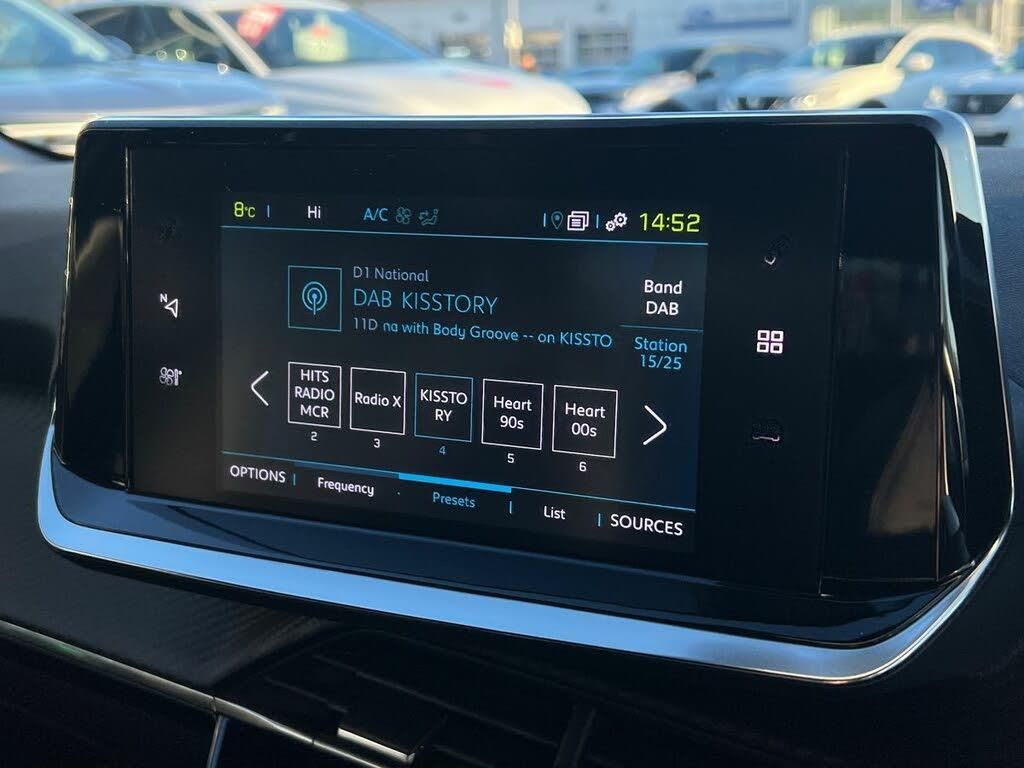 8°C Hi A/C 14:52
D1 National
DAB KISSTORY
11D na with Body Groove -- on KISSTO
Band
DAB
Station
15/25
HITS
RADIO
MCR
2
Radio X
3
KISSTO
RY
4
Heart
90s
5
Heart
00s
6
OPTIONS Frequency Presets List SOURCES
N